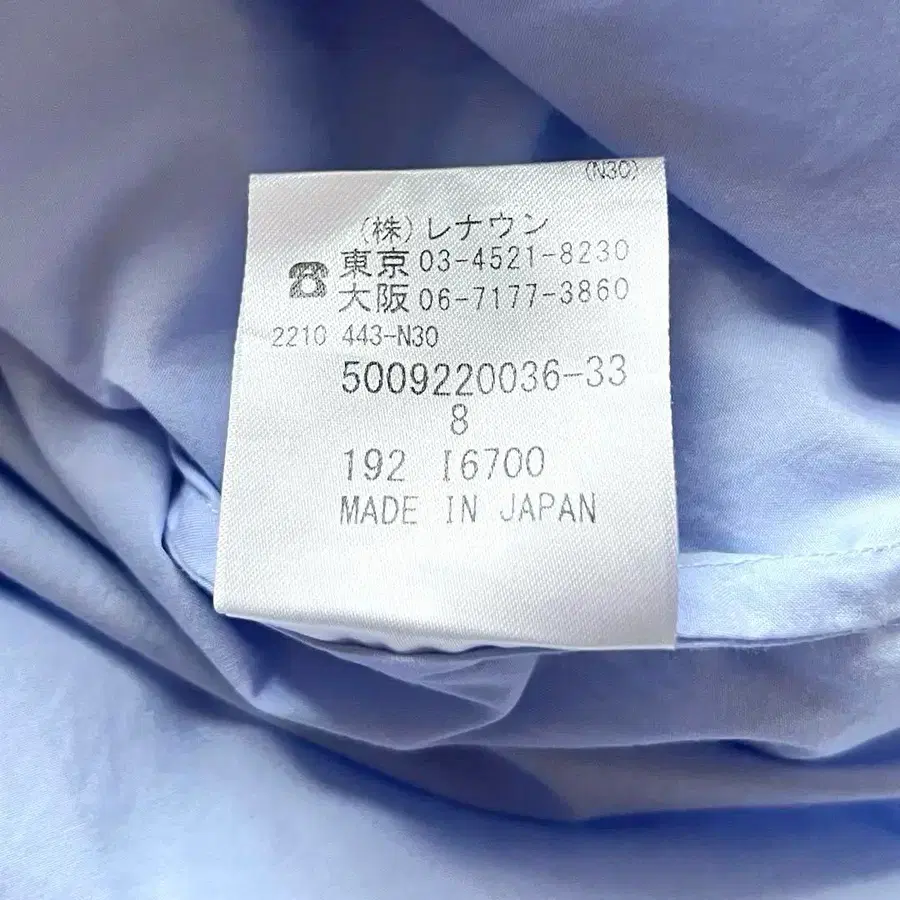 (N30)
(株)レナウン
☎東京 03-4521-8230
大阪 06-7177-3860
2210 443-N30
5009220036-33
8
192 I6700
MADE IN JAPAN